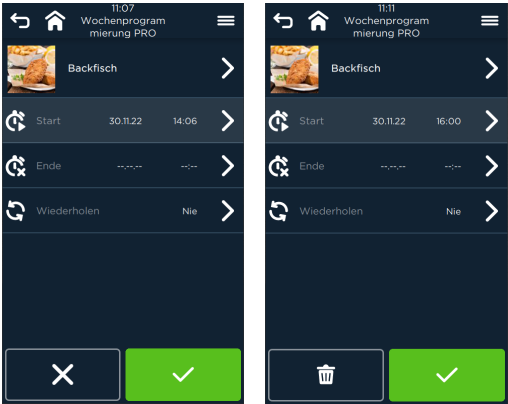 11:07
Wochenprogram
mierung PRO
Backfisch
Start 30.11.22 14:06
Ende --.--.-- --:--
Wiederholen Nie
11:11
Wochenprogram
mierung PRO
Backfisch
Start 30.11.22 16:00
Ende --.--.-- --:--
Wiederholen Nie